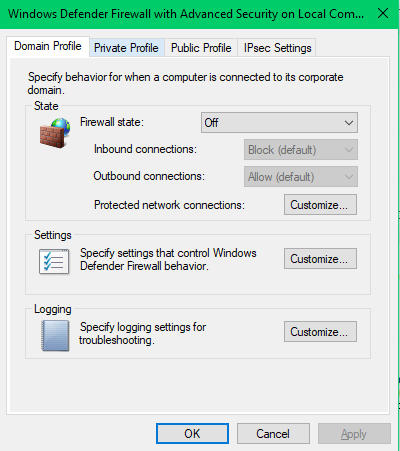 Windows Defender Firewall with Advanced Security on Local Com...
Domain Profile Private Profile Public Profile IPsec Settings
Specify behavior for when a computer is connected to its corporate
domain.
State
Firewall state: Off
Inbound connections: Block (default)
Outbound connections: Allow (default)
Protected network connections: Customize...
Settings
Specify settings that control Windows
Defender Firewall behavior.
Customize...
Logging
Specify logging settings for
troubleshooting.
Customize...
OK Cancel Apply